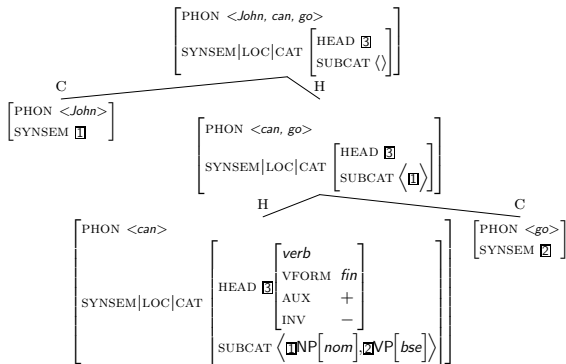 PHON <John, can, go>
SYNSEM|LOC|CAT [HEAD 3
SUBCAT ⟨⟩]
C H
PHON <John>
SYNSEM 1
PHON <can, go>
SYNSEM|LOC|CAT [HEAD 3
SUBCAT ⟨1⟩]
H C
PHON <can>
PHON <go>
SYNSEM 2
SYNSEM|LOC|CAT
HEAD 3
verb
VFORM fin
AUX +
INV −
SUBCAT ⟨1NP[nom], 2VP[bse]⟩